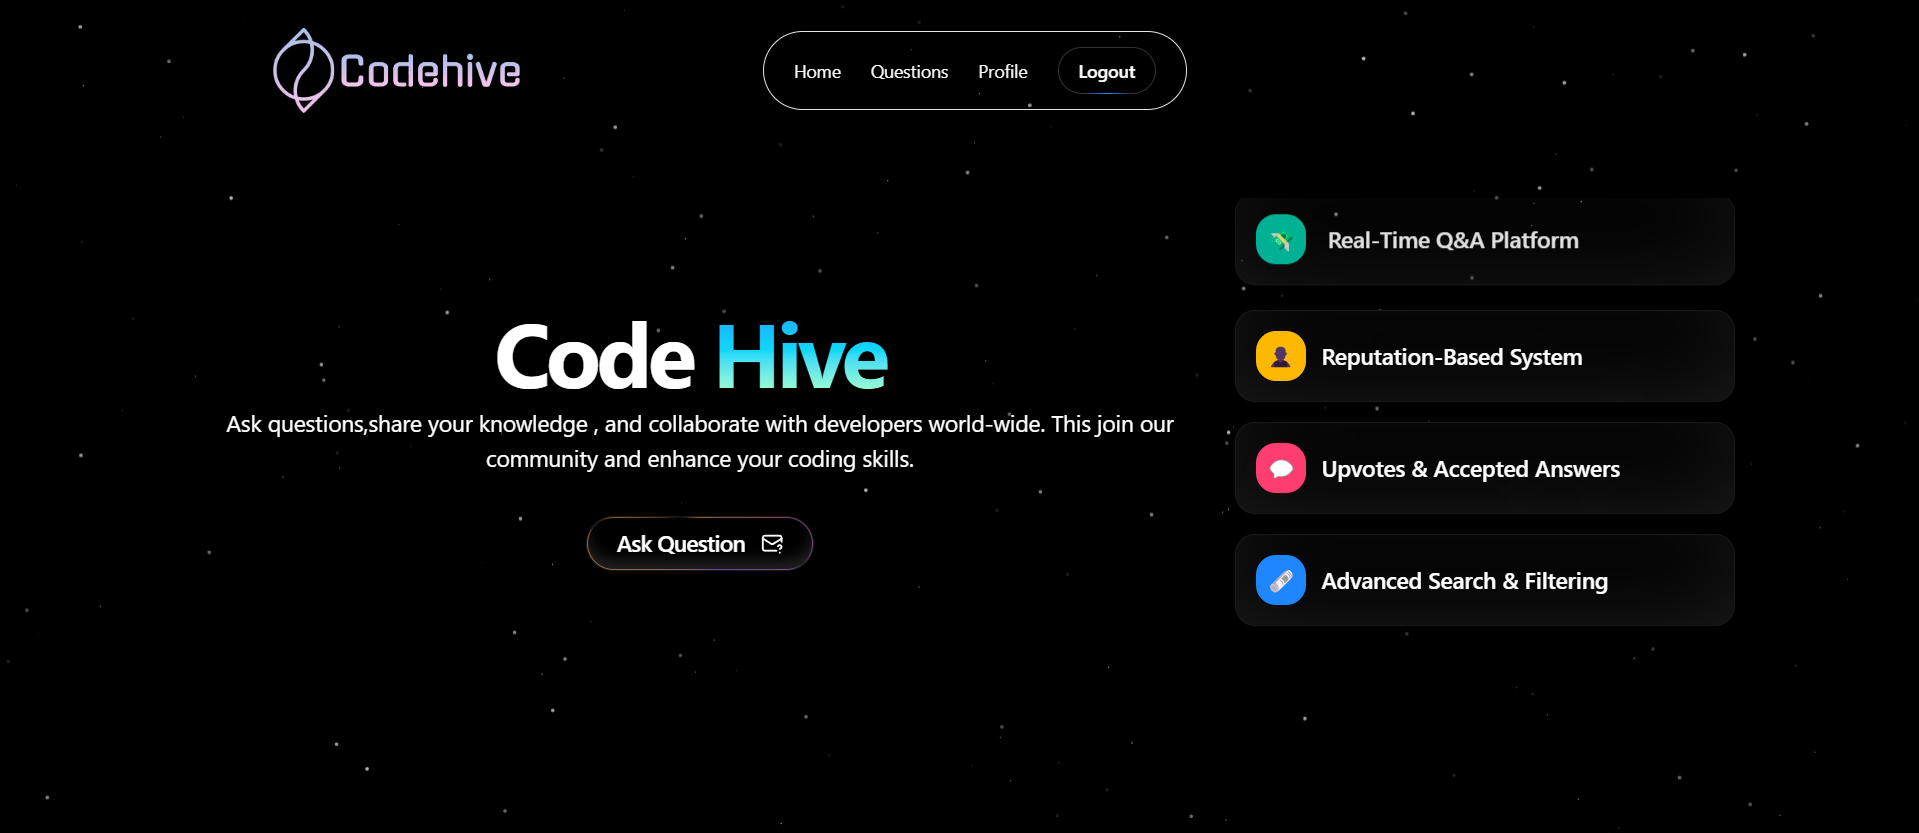 Codehive
Home Questions Profile Logout
Code Hive
Ask questions,share your knowledge , and collaborate with developers world-wide. This join our
community and enhance your coding skills.
Ask Question
Real-Time Q&A Platform
Reputation-Based System
Upvotes & Accepted Answers
Advanced Search & Filtering